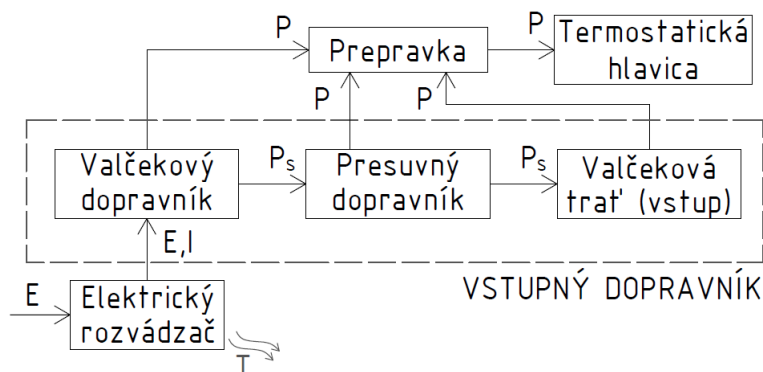 P
Prepravka
P
Termostatická
hlavica
P
P
Valčekový
dopravník
Ps
Presuvný
dopravník
Ps
Valčeková
trať (vstup)
E,I
VSTUPNÝ DOPRAVNÍK
E
Elektrický
rozvádzač
T